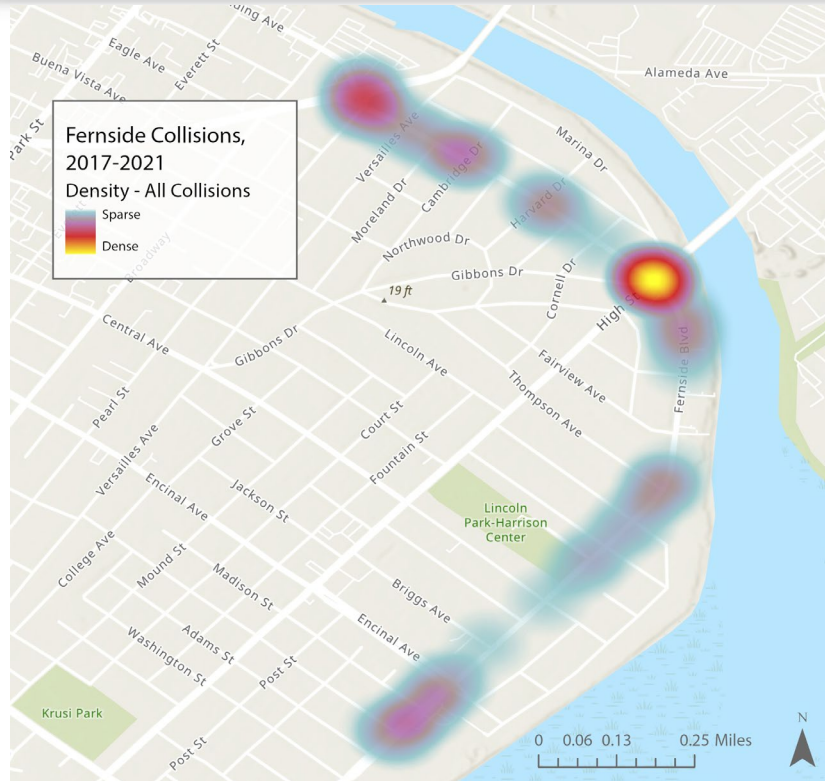 Eagle Ave
Everett St
Buena Vista Ave
Park St
Alameda Ave
Fernside Collisions,
2017-2021
Density - All Collisions
Sparse
Dense
Broadway
Versailles Ave
Cambridge Dr
Moreland Dr
Marina Dr
Harvard Dr
Northwood Dr
Gibbons Dr
Cornell Dr
19 ft
High St
Fernside Blvd
Central Ave
Gibbons Dr
Lincoln Ave
Fairview Ave
Thompson Ave
Pearl St
Grove St
Court St
Fountain St
Versailles Ave
Encinal Ave
Jackson St
Lincoln
Park-Harrison
Center
College Ave
Mound St
Madison St
Briggs Ave
Encinal Ave
Adams St
Washington St
Post St
Krusi Park
Post St
0 0.06 0.13 0.25 Miles
N